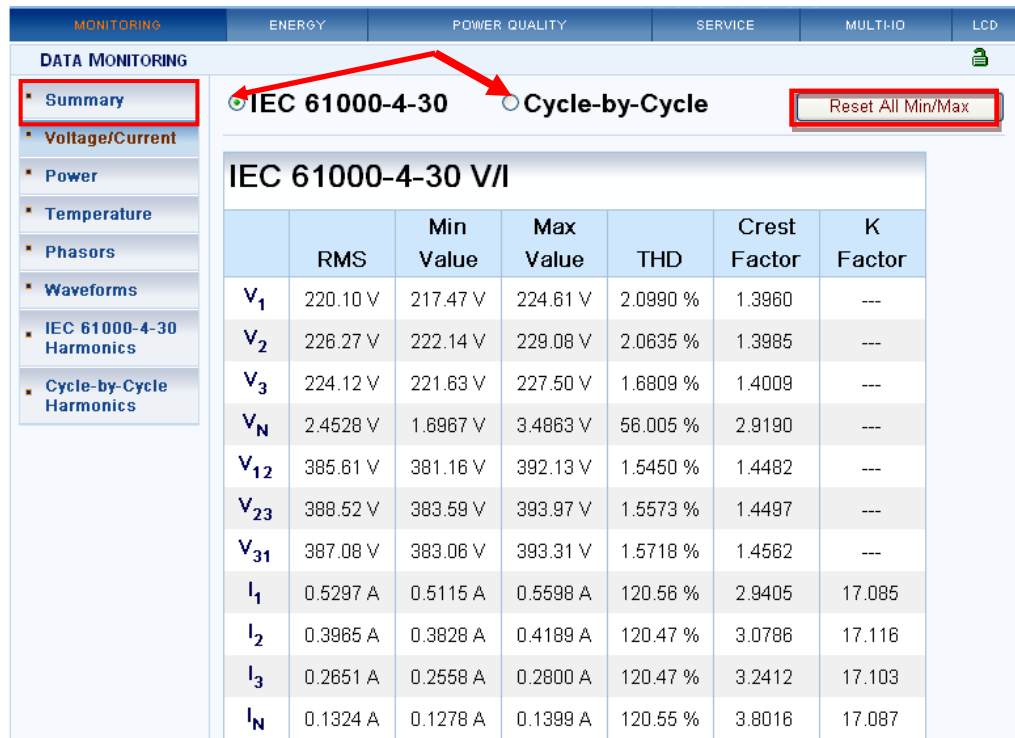 MONITORING ENERGY POWER QUALITY SERVICE MULTI-IO LCD
DATA MONITORING
Summary
Voltage/Current
Power
Temperature
Phasors
Waveforms
IEC 61000-4-30
Harmonics
Cycle-by-Cycle
Harmonics
IEC 61000-4-30 Cycle-by-Cycle Reset All Min/Max
IEC 61000-4-30 V/I
RMS Min Value Max Value THD Crest Factor K Factor
V1 220.10 V 217.47 V 224.61 V 2.0990 % 1.3960 ---
V2 226.27 V 222.14 V 229.08 V 2.0635 % 1.3985 ---
V3 224.12 V 221.63 V 227.50 V 1.6809 % 1.4009 ---
VN 2.4528 V 1.6967 V 3.4863 V 56.005 % 2.9190 ---
V12 385.61 V 381.16 V 392.13 V 1.5450 % 1.4482 ---
V23 388.52 V 383.59 V 393.97 V 1.5573 % 1.4497 ---
V31 387.08 V 383.06 V 393.31 V 1.5718 % 1.4562 ---
I1 0.5297 A 0.5115 A 0.5598 A 120.56 % 2.9405 17.085
I2 0.3965 A 0.3828 A 0.4189 A 120.47 % 3.0786 17.116
I3 0.2651 A 0.2558 A 0.2800 A 120.47 % 3.2412 17.103
IN 0.1324 A 0.1278 A 0.1399 A 120.55 % 3.8016 17.087